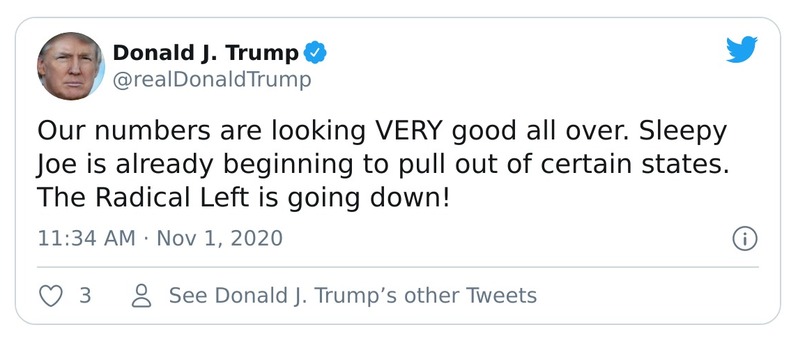 Donald J. Trump
@realDonaldTrump
Our numbers are looking VERY good all over. Sleepy
Joe is already beginning to pull out of certain states.
The Radical Left is going down!
11:34 AM · Nov 1, 2020
3 See Donald J. Trump’s other Tweets